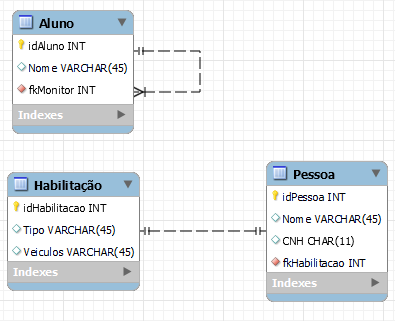 Aluno
idAluno INT
Nome VARCHAR(45)
fkMonitor INT
Indexes
Habilitação
idHabilitacao INT
Tipo VARCHAR(45)
Veiculos VARCHAR(45)
Indexes
Pessoa
idPessoa INT
Nome VARCHAR(45)
CNH CHAR(11)
fkHabilitacao INT
Indexes